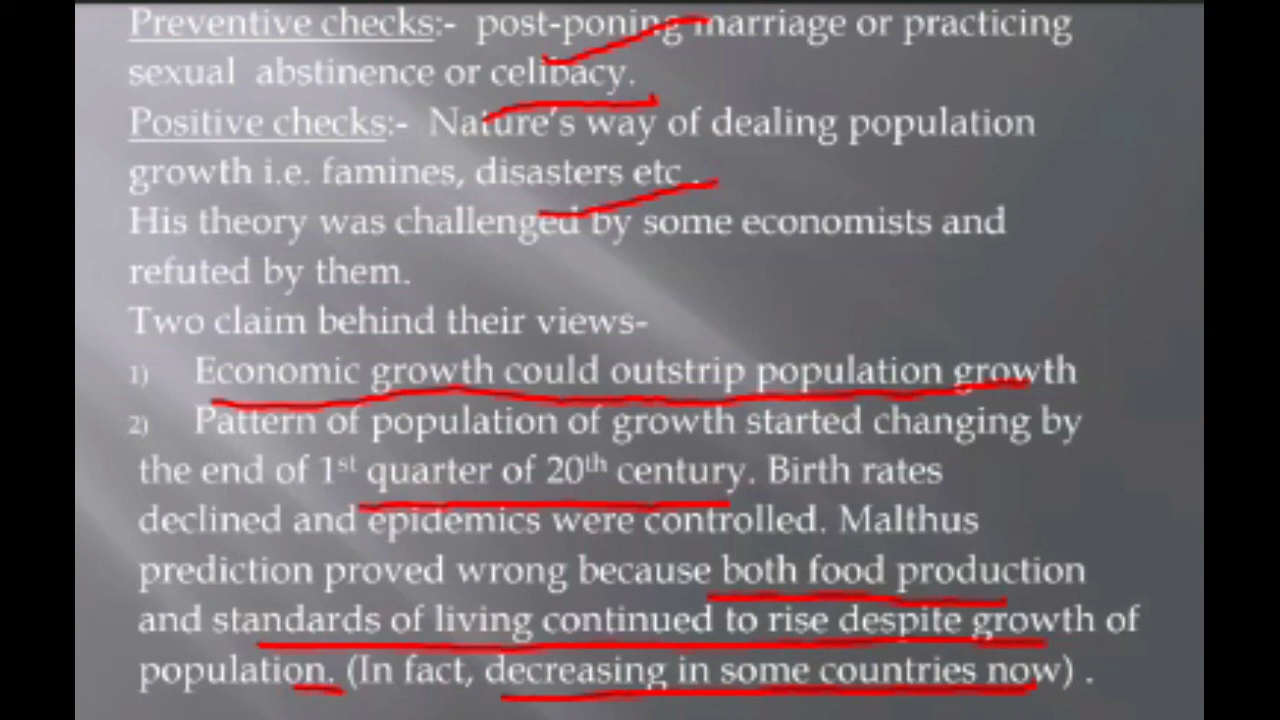 Preventive checks:- post-poning marriage or practicing
sexual abstinence or celibacy.
Positive checks:- Nature's way of dealing population
growth i.e. famines, disasters etc .
His theory was challenged by some economists and
refuted by them.
Two claim behind their views-
1) Economic growth could outstrip population growth
2) Pattern of population of growth started changing by
the end of 1st quarter of 20th century. Birth rates
declined and epidemics were controlled. Malthus
prediction proved wrong because both food production
and standards of living continued to rise despite growth of
population. (In fact, decreasing in some countries now) .